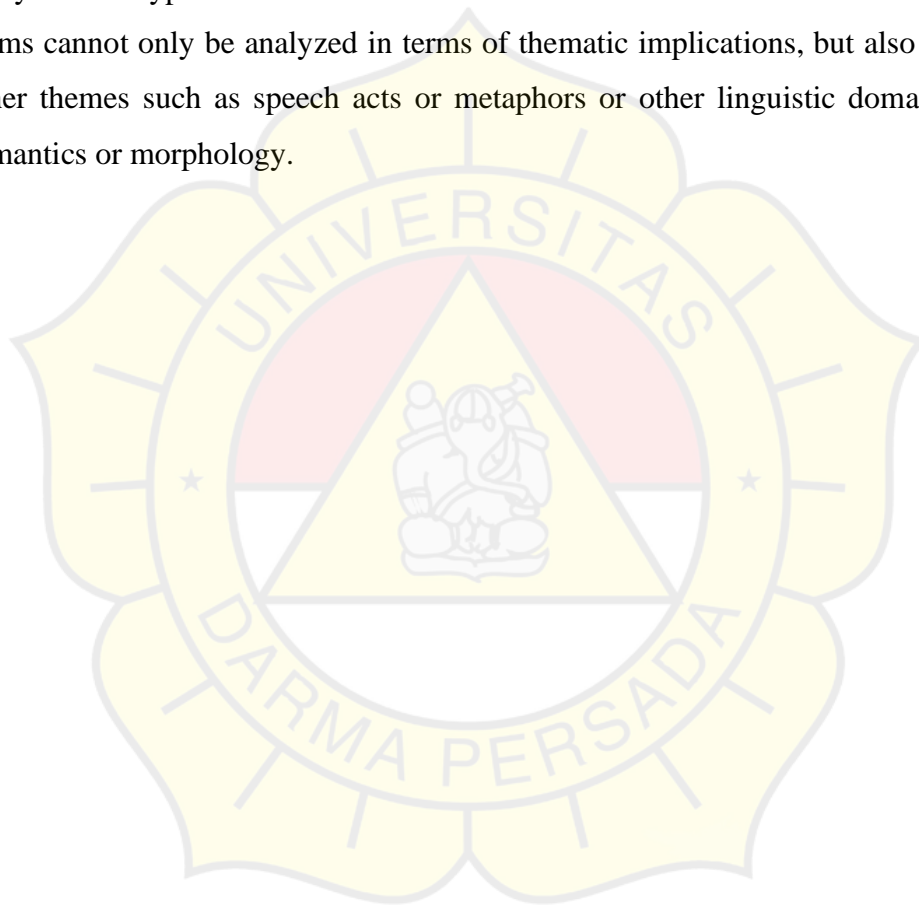 ms cannot only be analyzed in terms of thematic implications, but also
er themes such as speech acts or metaphors or other linguistic doma
mantics or morphology.
UNIVERSITAS
DARMA PERSADA